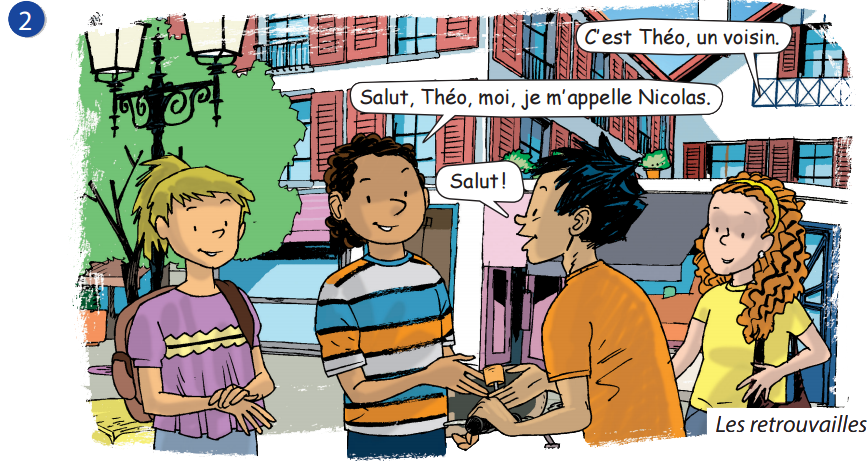 2
C'est Théo, un voisin.
Salut, Théo, moi, je m'appelle Nicolas.
Salut!
Les retrouvailles